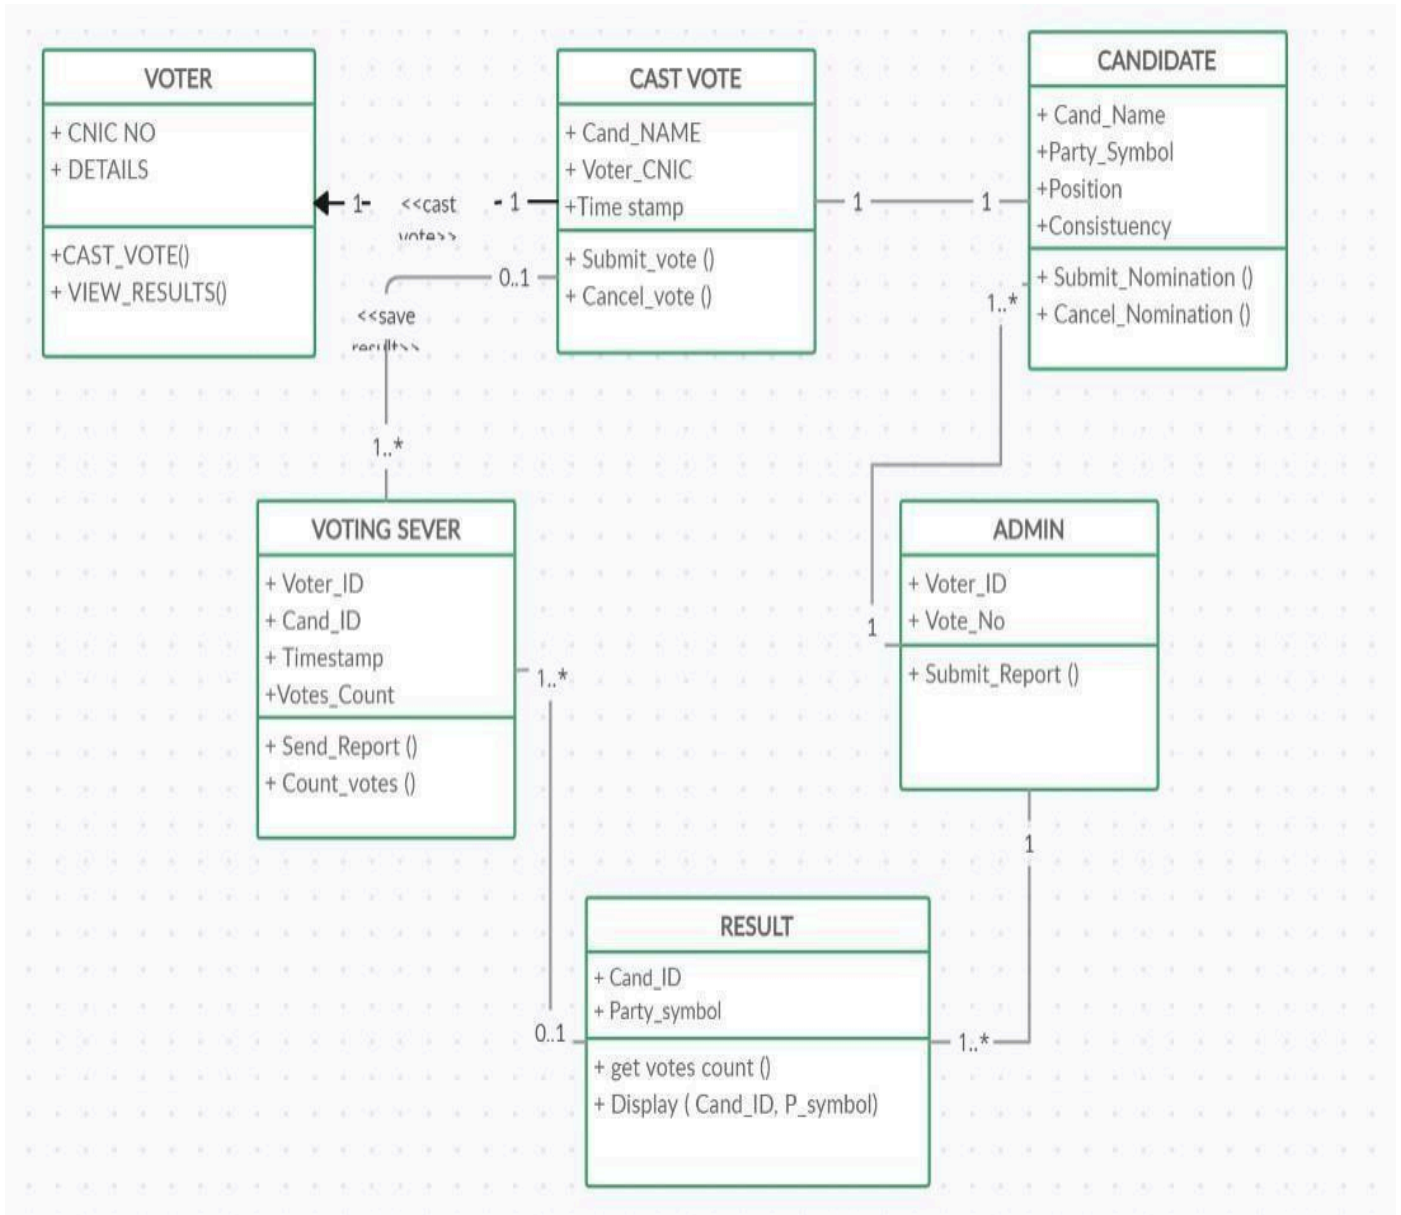 VOTER
+ CNIC NO
+ DETAILS
+CAST_VOTE()
+ VIEW_RESULTS()
1
<<cast
vote>>
1
CAST VOTE
+ Cand_NAME
+ Voter_CNIC
+Time stamp
+ Submit_vote ()
+ Cancel_vote ()
1
1
CANDIDATE
+ Cand_Name
+Party_Symbol
+Position
+Consistuency
+ Submit_Nomination ()
+ Cancel_Nomination ()
0..1
<<save
result>>
1..*
1..*
1
VOTING SEVER
+ Voter_ID
+ Cand_ID
+ Timestamp
+Votes_Count
+ Send_Report ()
+ Count_votes ()
1..*
0..1
ADMIN
+ Voter_ID
+ Vote_No
+ Submit_Report ()
1
1..*
RESULT
+ Cand_ID
+ Party_symbol
+ get votes count ()
+ Display ( Cand_ID, P_symbol)